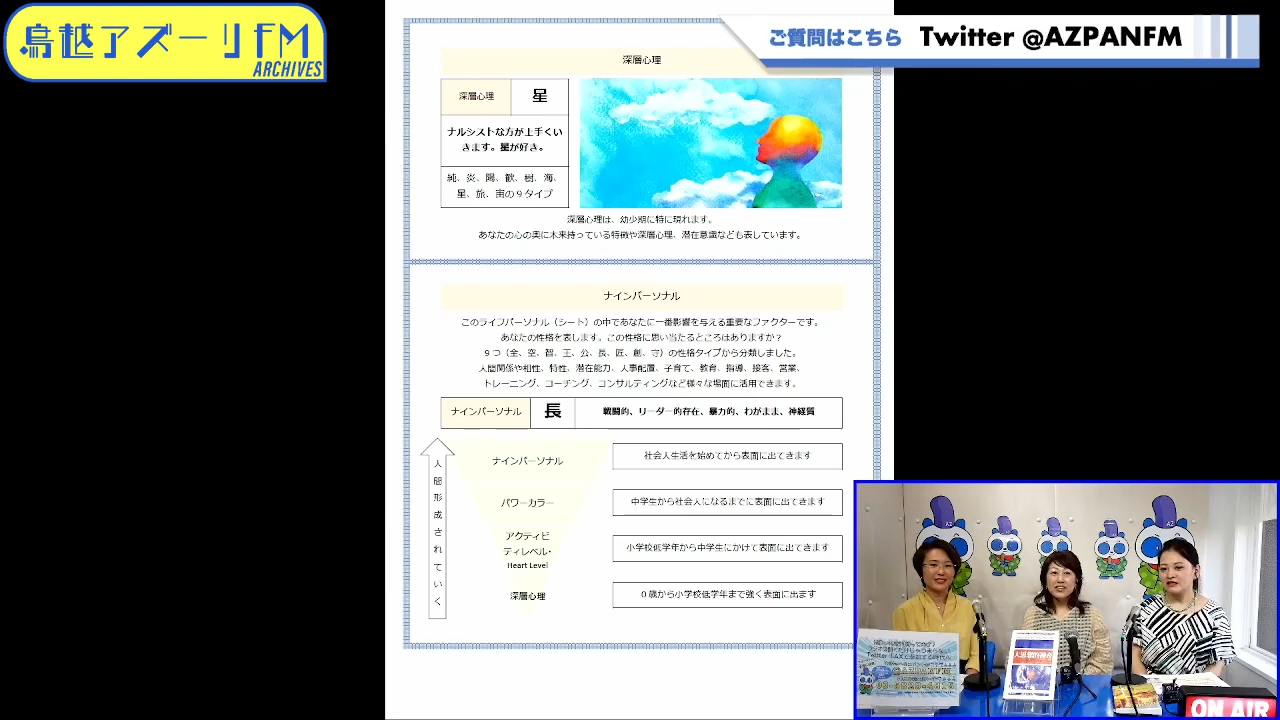 鳥越アズーリFM
ARCHIVES
ご質問はこちら Twitter @AZPANFM
深層心理
深層心理 星
ナルシストな方が上手くい
きます。星が好き。
純、炎、陽、歓、樹、海、
星、旅、宙の9タイプ
深層心理は、幼少期に特に現れます。
あなたの心の奥に本来持っている特徴や深層心理、潜在意識なども表しています。
ナインパーソナル
このライフパーソナル（シート）の中であなたに一番影響を与える重要なファクターです。
あなたの性格を表します。この性格に思い当たるところはありますか？
9つ（全、空、智、王、公、長、匠、創、守）の性格タイプから分類しました。
人間関係や相性、特性、潜在能力、人事配置、
教育、指導、接客、営業、
トレーニング、コーチング、コンサルティングなど様々な場面に活用できます。
ナインパーソナル 長 戦闘的、リーダー的存在、暴力的、わがまま、神経質
人間形成されていく
ナインパーソナル 社会人生活を始めてから表面に出てきます
パワーカラー 中学生から社会人になるまでに表面に出てきます
アクティビ
ティレベル・
Heart Level
小学校低学年から中学生に表面に出てきます
深層心理 0歳から小学校低学年までに表面に出ます
ON AIR